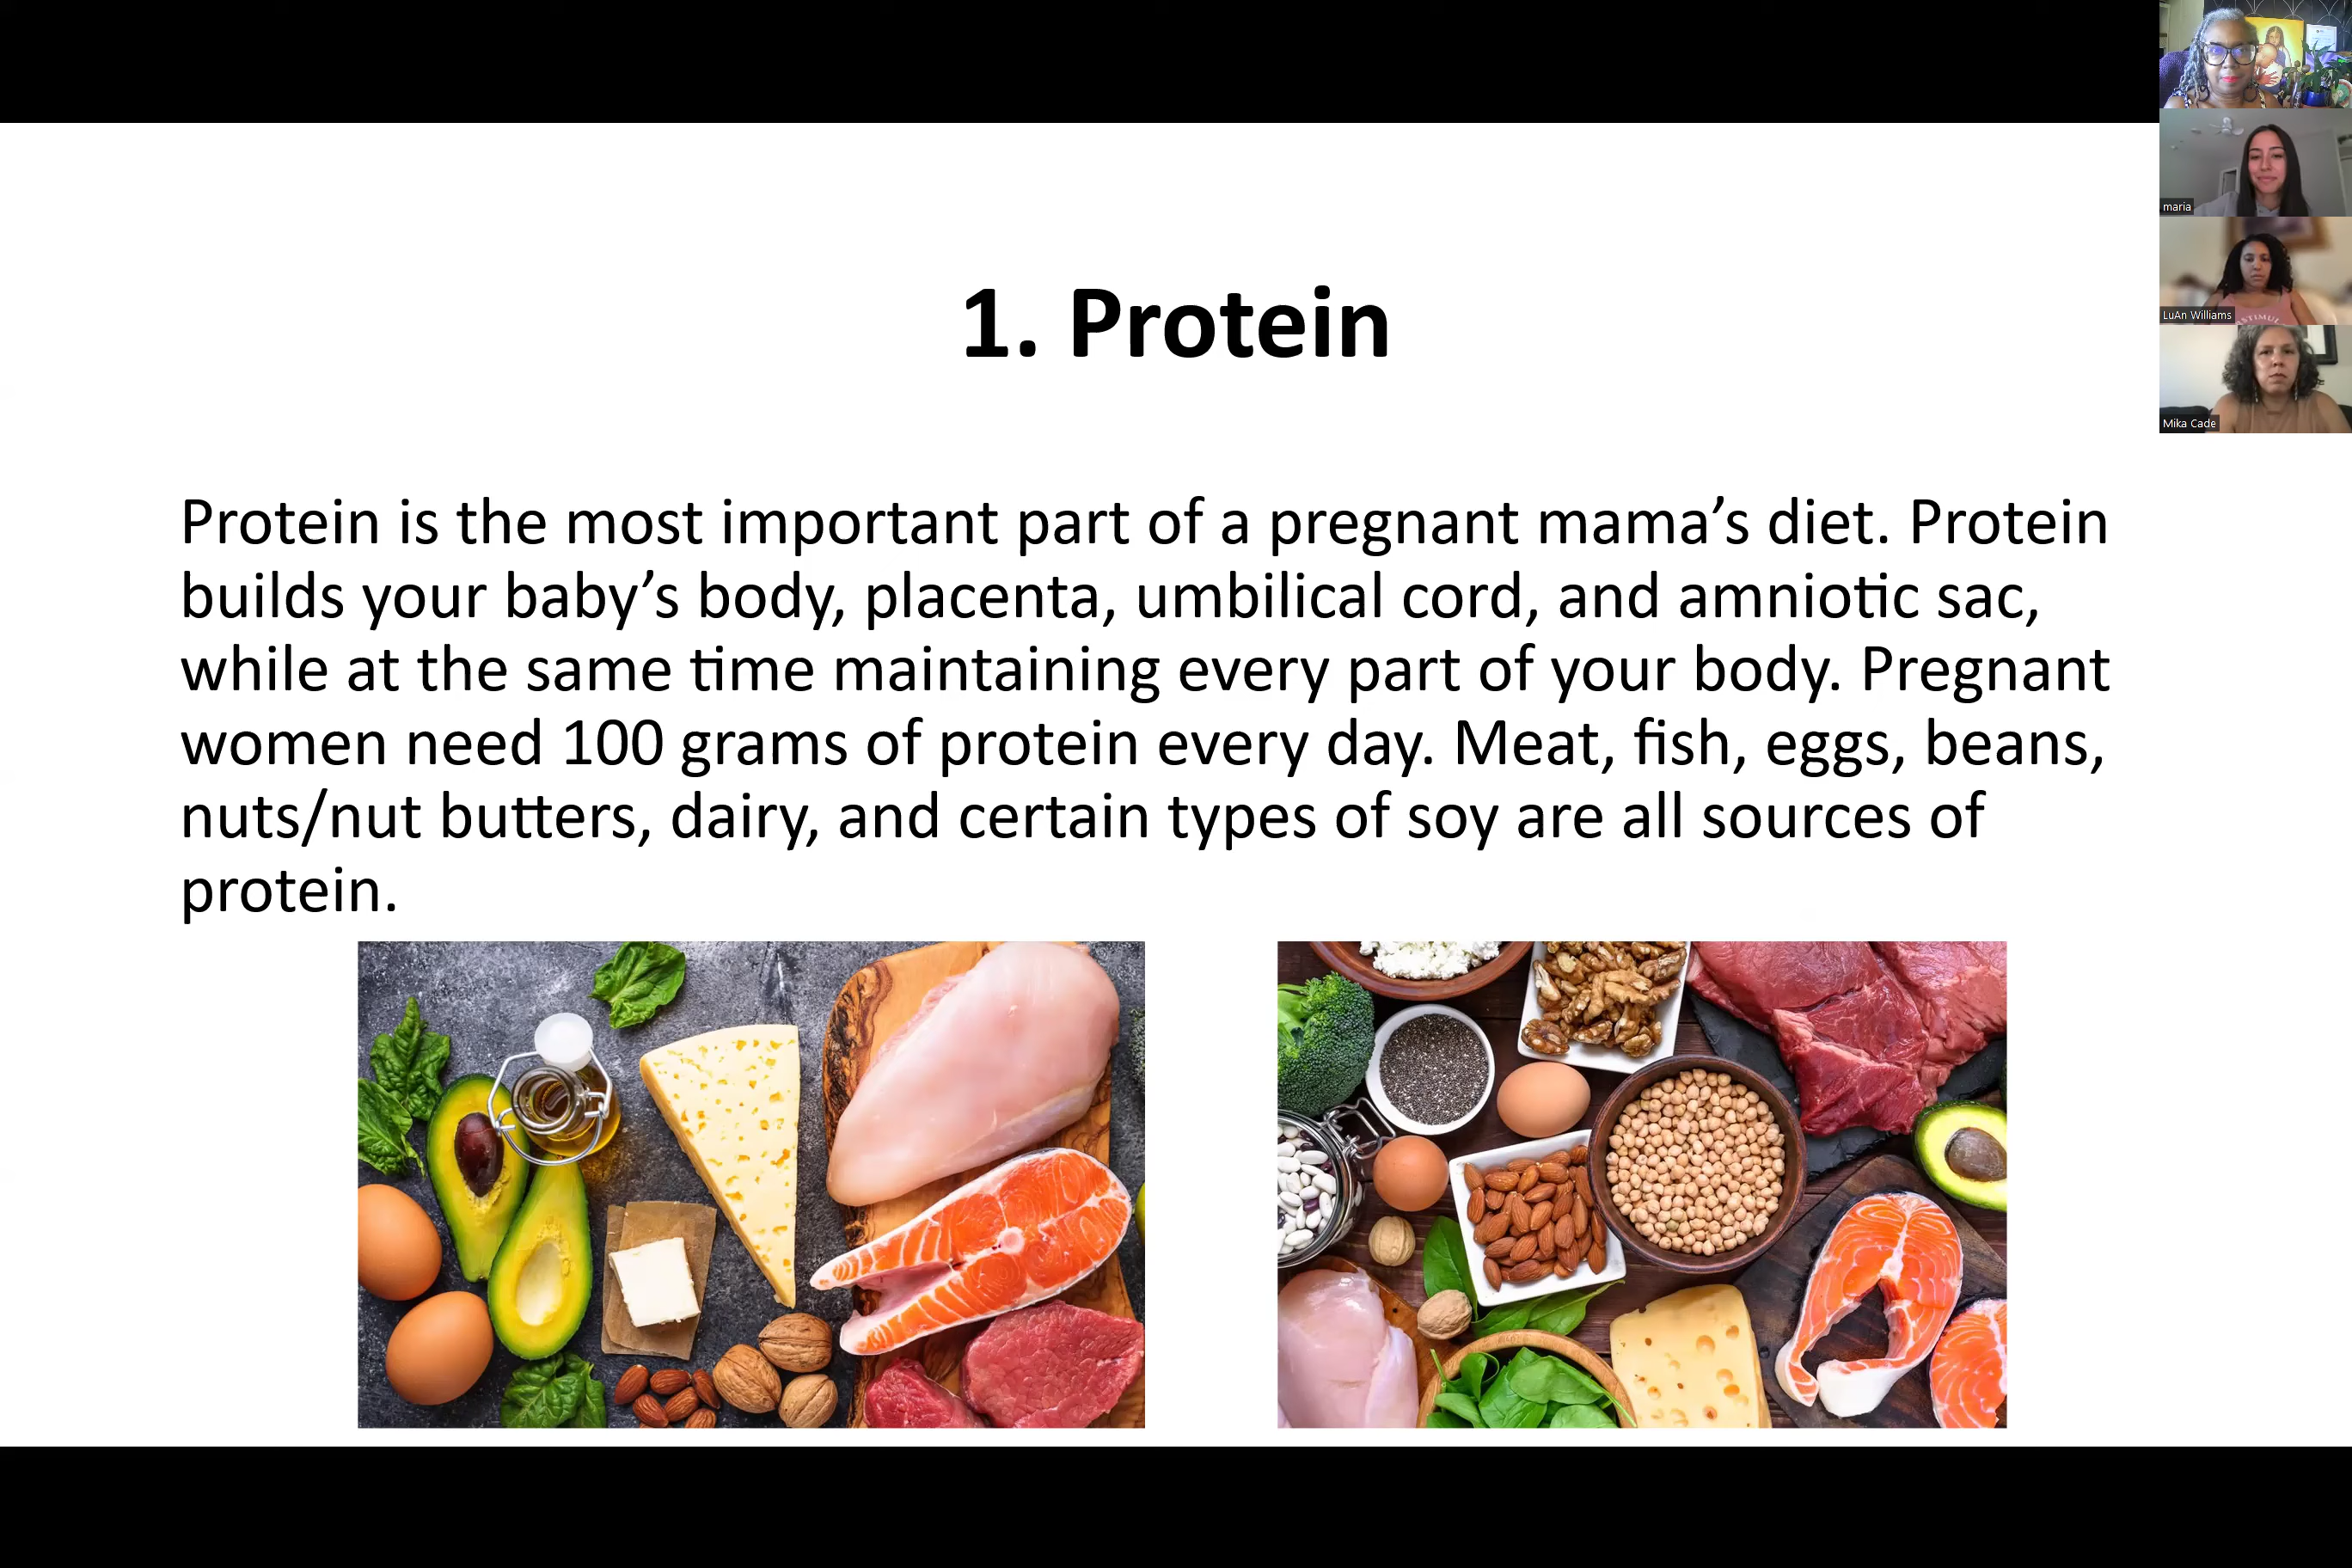 1. Protein
Protein is the most important part of a pregnant mama’s diet. Protein
builds your baby’s body, placenta, umbilical cord, and amniotic sac,
while at the same time maintaining every part of your body. Pregnant
women need 100 grams of protein every day. Meat, fish, eggs, beans,
nuts/nut butters, dairy, and certain types of soy are all sources of
protein.
maria
LuAn Williams
STIMUL
Mika Cade